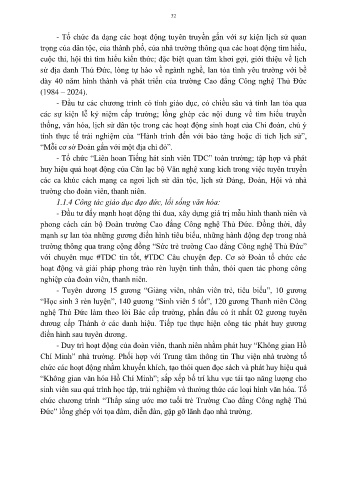 32
- Tổ chức đa dạng các hoạt động tuyên truyền gắn với sự kiện lịch sử quan
trọng của dân tộc, của thành phố, của nhà trường thông qua các hoạt động tìm hiểu,
cuộc thi, hội thi tìm hiểu kiến thức; đặc biệt quan tâm khơi gợi, giới thiệu về lịch
sử địa danh Thủ Đức, lòng tự hào về ngành nghề, lan tỏa tình yêu trường với bề
dày 40 năm hình thành và phát triển của trường Cao đẳng Công nghệ Thủ Đức
(1984 – 2024).
- Đầu tư các chương trình có tính giáo dục, có chiều sâu và tính lan tỏa qua
các sự kiện lễ kỷ niệm cấp trường; lồng ghép các nội dung về tìm hiểu truyền
thống, văn hóa, lịch sử dân tộc trong các hoạt động sinh hoạt của Chi đoàn, chú ý
tính thực tế trải nghiệm của “Hành trình đến với bảo tàng hoặc di tích lịch sử”,
“Mỗi cơ sở Đoàn gắn với một địa chỉ đỏ”.
- Tổ chức “Liên hoan Tiếng hát sinh viên TDC” toàn trường; tập hợp và phát
huy hiệu quả hoạt động của Câu lạc bộ Văn nghệ xung kích trong việc tuyên truyền
các ca khúc cách mạng ca ngợi lịch sử dân tộc, lịch sử Đảng, Đoàn, Hội và nhà
trường cho đoàn viên, thanh niên.
1.1.4 Công tác giáo dục đạo đức, lối sống văn hóa:
- Đầu tư đẩy mạnh hoạt động thi đua, xây dựng giá trị mẫu hình thanh niên và
phong cách cán bộ Đoàn trường Cao đẳng Công nghệ Thủ Đức. Đồng thời, đẩy
mạnh sự lan tỏa những gương điển hình tiêu biểu, những hành động đẹp trong nhà
trường thông qua trang cộng đồng “Sức trẻ trường Cao đẳng Công nghệ Thủ Đức”
với chuyên mục #TDC tin tốt, #TDC Câu chuyện đẹp. Cơ sở Đoàn tổ chức các
hoạt động và giải pháp phong trào rèn luyện tinh thần, thói quen tác phong công
nghiệp của đoàn viên, thanh niên.
- Tuyên dương 15 gương “Giảng viên, nhân viên trẻ, tiêu biểu”, 10 gương
“Học sinh 3 rèn luyện”, 140 gương “Sinh viên 5 tốt”, 120 gương Thanh niên Công
nghệ Thủ Đức làm theo lời Bác cấp trường, phấn đấu có ít nhất 02 gương tuyên
dương cấp Thành ở các danh hiệu. Tiếp tục thực hiện công tác phát huy gương
điển hình sau tuyên dương.
- Duy trì hoạt động của đoàn viên, thanh niên nhằm phát huy “Không gian Hồ
Chí Minh” nhà trường. Phối hợp với Trung tâm thông tin Thư viện nhà trường tổ
chức các hoạt động nhằm khuyến khích, tạo thói quen đọc sách và phát huy hiệu quả
“Không gian văn hóa Hồ Chí Minh”; sắp xếp bố trí khu vực tái tạo năng lượng cho
sinh viên sau quá trình học tập, trải nghiệm và thưởng thức các loại hình văn hóa. Tổ
chức chương trình “Thắp sáng ước mơ tuổi trẻ Trường Cao đẳng Công nghệ Thủ
Đức” lồng ghép với tọa đàm, diễn đàn, gặp gỡ lãnh đạo nhà trường.